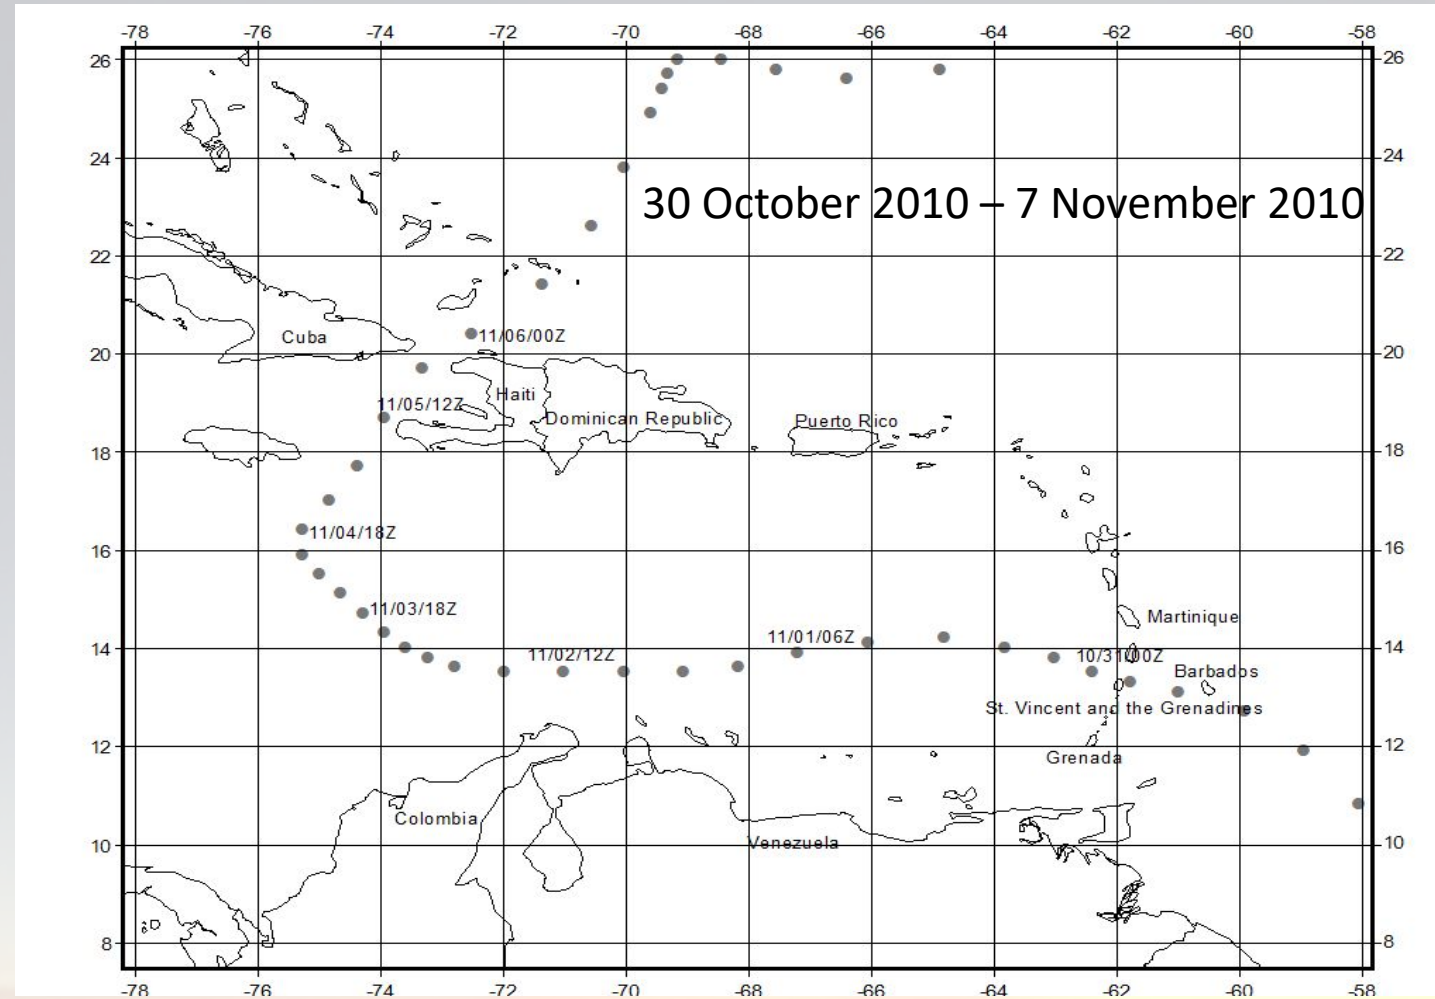 -78 -76 -74 -72 -70 -68 -66 -64 -62 -60 -58
26 26
24 24
30 October 2010 – 7 November 2010
22 22
11/06/00Z
Cuba
20 20
Haiti
11/05/12Z
Dominican Republic Puerto Rico
18 18
11/04/18Z
16 16
11/03/18Z
Martinique
11/01/06Z
14 14
11/02/12Z 10/31/00Z
Barbados
St. Vincent and the Grenadines
12 12
Grenada
Colombia
10 10
Venezuela
8 8
-78 -76 -74 -72 -70 -68 -66 -64 -62 -60 -58